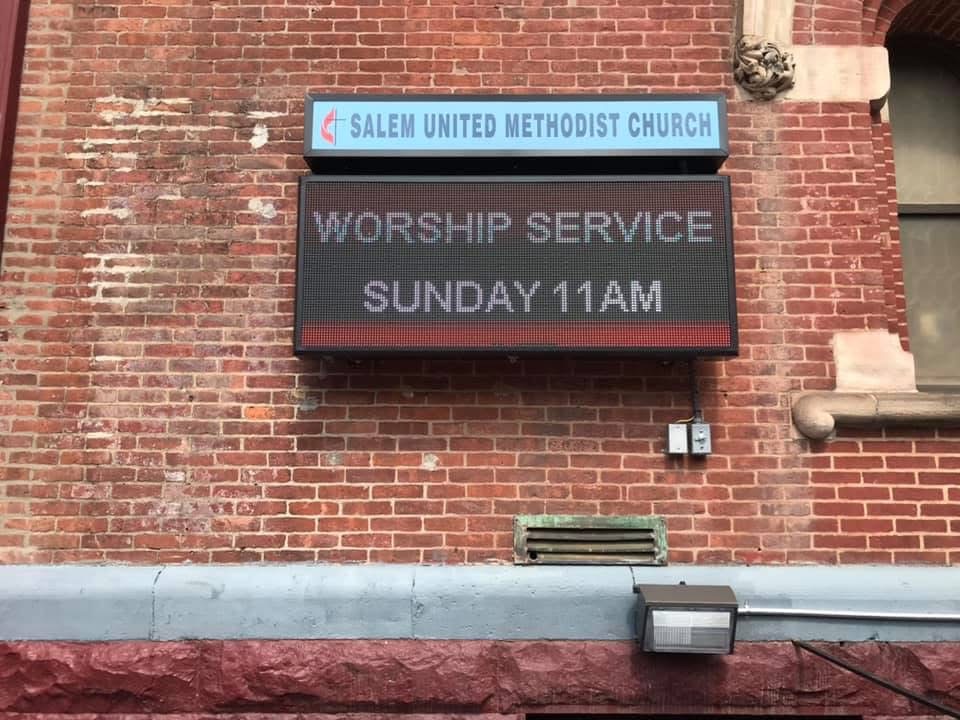 SALEM UNITED METHODIST CHURCH
WORSHIP SERVICE
SUNDAY 11AM